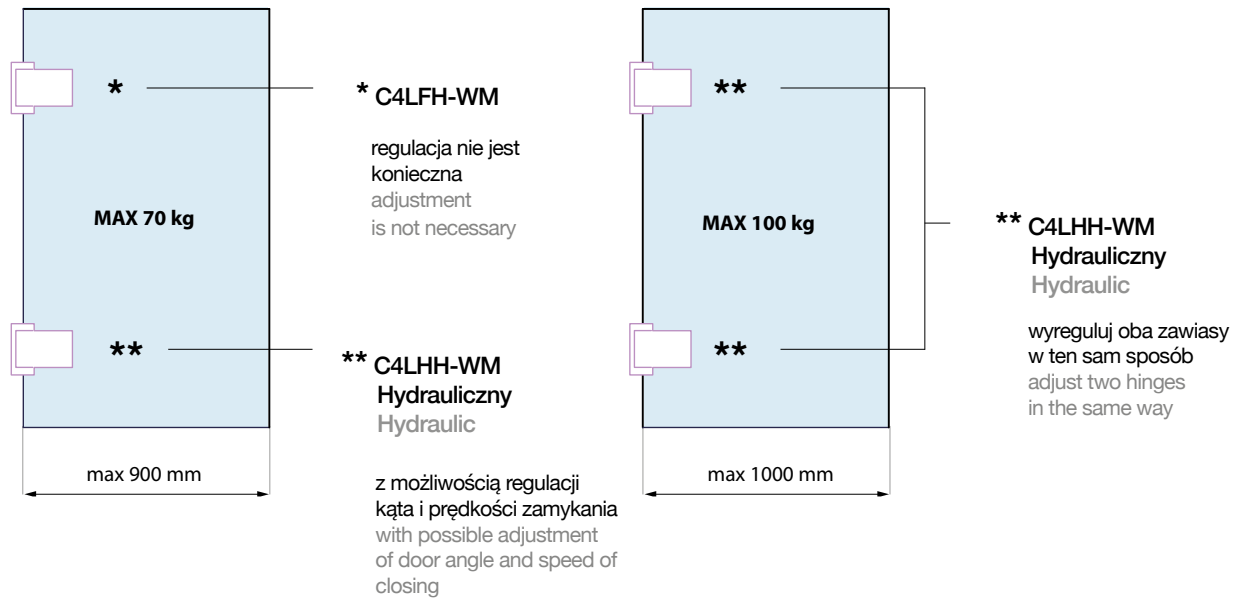 *
MAX 70 kg
**
max 900 mm
* C4LFH-WM
regulacja nie jest
konieczna
adjustment
is not necessary
** C4LHH-WM
Hydrauliczny
Hydraulic
z możliwością regulacji
kąta i prędkości zamykania
with possible adjustment
of door angle and speed of
closing
**
MAX 100 kg
**
max 1000 mm
** C4LHH-WM
Hydrauliczny
Hydraulic
wyreguluj oba zawiasy
w ten sam sposób
adjust two hinges
in the same way